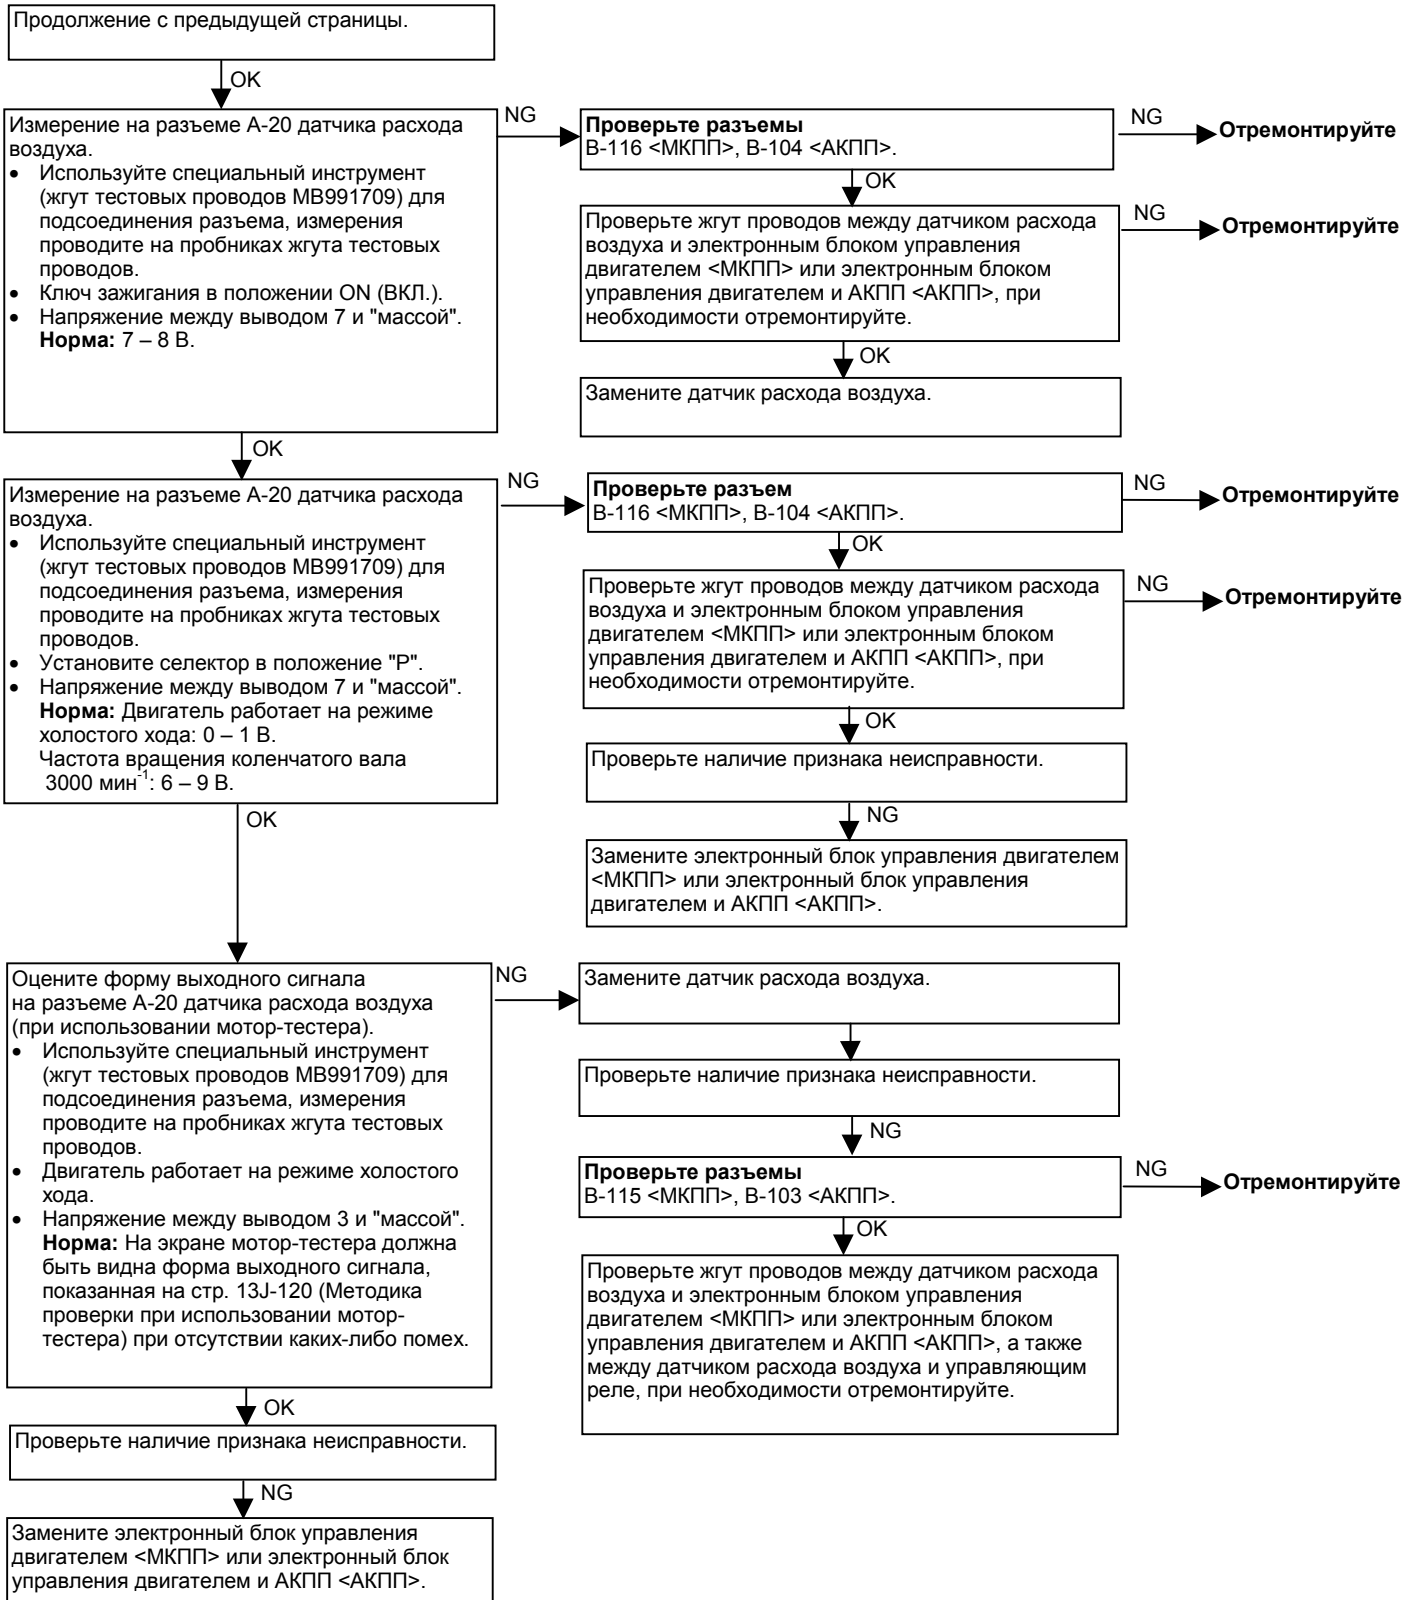 Продолжение с предыдущей страницы.
OK
Измерение на разъеме А-20 датчика расхода
воздуха.
• Используйте специальный инструмент
(жгут тестовых проводов МВ991709) для
подсоединения разъема, измерения
проводите на пробниках жгута тестовых
проводов.
• Ключ зажигания в положении ON (ВКЛ.).
• Напряжение между выводом 7 и "массой".
Норма: 7 – 8 В.
NG
Проверьте разъемы
В-116 <МКПП>, В-104 <АКПП>.
NG
Отремонтируйте
OK
Проверьте жгут проводов между датчиком расхода
воздуха и электронным блоком управления
двигателем <МКПП> или электронным блоком
управления двигателем и АКПП <АКПП>, при
необходимости отремонтируйте.
NG
Отремонтируйте
OK
Замените датчик расхода воздуха.
OK
Измерение на разъеме А-20 датчика расхода
воздуха.
• Используйте специальный инструмент
(жгут тестовых проводов МВ991709) для
подсоединения разъема, измерения
проводите на пробниках жгута тестовых
проводов.
• Установите селектор в положение "Р".
• Напряжение между выводом 7 и "массой".
Норма: Двигатель работает на режиме
холостого хода: 0 – 1 В.
Частота вращения коленчатого вала
3000 мин⁻¹: 6 – 9 В.
NG
Проверьте разъем
В-116 <МКПП>, В-104 <АКПП>.
NG
Отремонтируйте
OK
Проверьте жгут проводов между датчиком расхода
воздуха и электронным блоком управления
двигателем <МКПП> или электронным блоком
управления двигателем и АКПП <АКПП>, при
необходимости отремонтируйте.
NG
Отремонтируйте
OK
Проверьте наличие признака неисправности.
NG
Замените электронный блок управления двигателем
<МКПП> или электронный блок управления
двигателем и АКПП <АКПП>.
OK
Оцените форму выходного сигнала
на разъеме А-20 датчика расхода воздуха
(при использовании мотор-тестера).
• Используйте специальный инструмент
(жгут тестовых проводов МВ991709) для
подсоединения разъема, измерения
проводите на пробниках жгута тестовых
проводов.
• Двигатель работает на режиме холостого
хода.
• Напряжение между выводом 3 и "массой".
Норма: На экране мотор-тестера должна
быть видна форма выходного сигнала,
показанная на стр. 13J-120 (Методика
проверки при использовании мотор-
тестера) при отсутствии каких-либо помех.
NG
Замените датчик расхода воздуха.
Проверьте наличие признака неисправности.
NG
Проверьте разъемы
В-115 <МКПП>, В-103 <АКПП>.
NG
Отремонтируйте
OK
Проверьте жгут проводов между датчиком расхода
воздуха и электронным блоком управления
двигателем <МКПП> или электронным блоком
управления двигателем и АКПП <АКПП>, а также
между датчиком расхода воздуха и управляющим
реле, при необходимости отремонтируйте.
OK
Проверьте наличие признака неисправности.
NG
Замените электронный блок управления
двигателем <МКПП> или электронный блок
управления двигателем и АКПП <АКПП>.